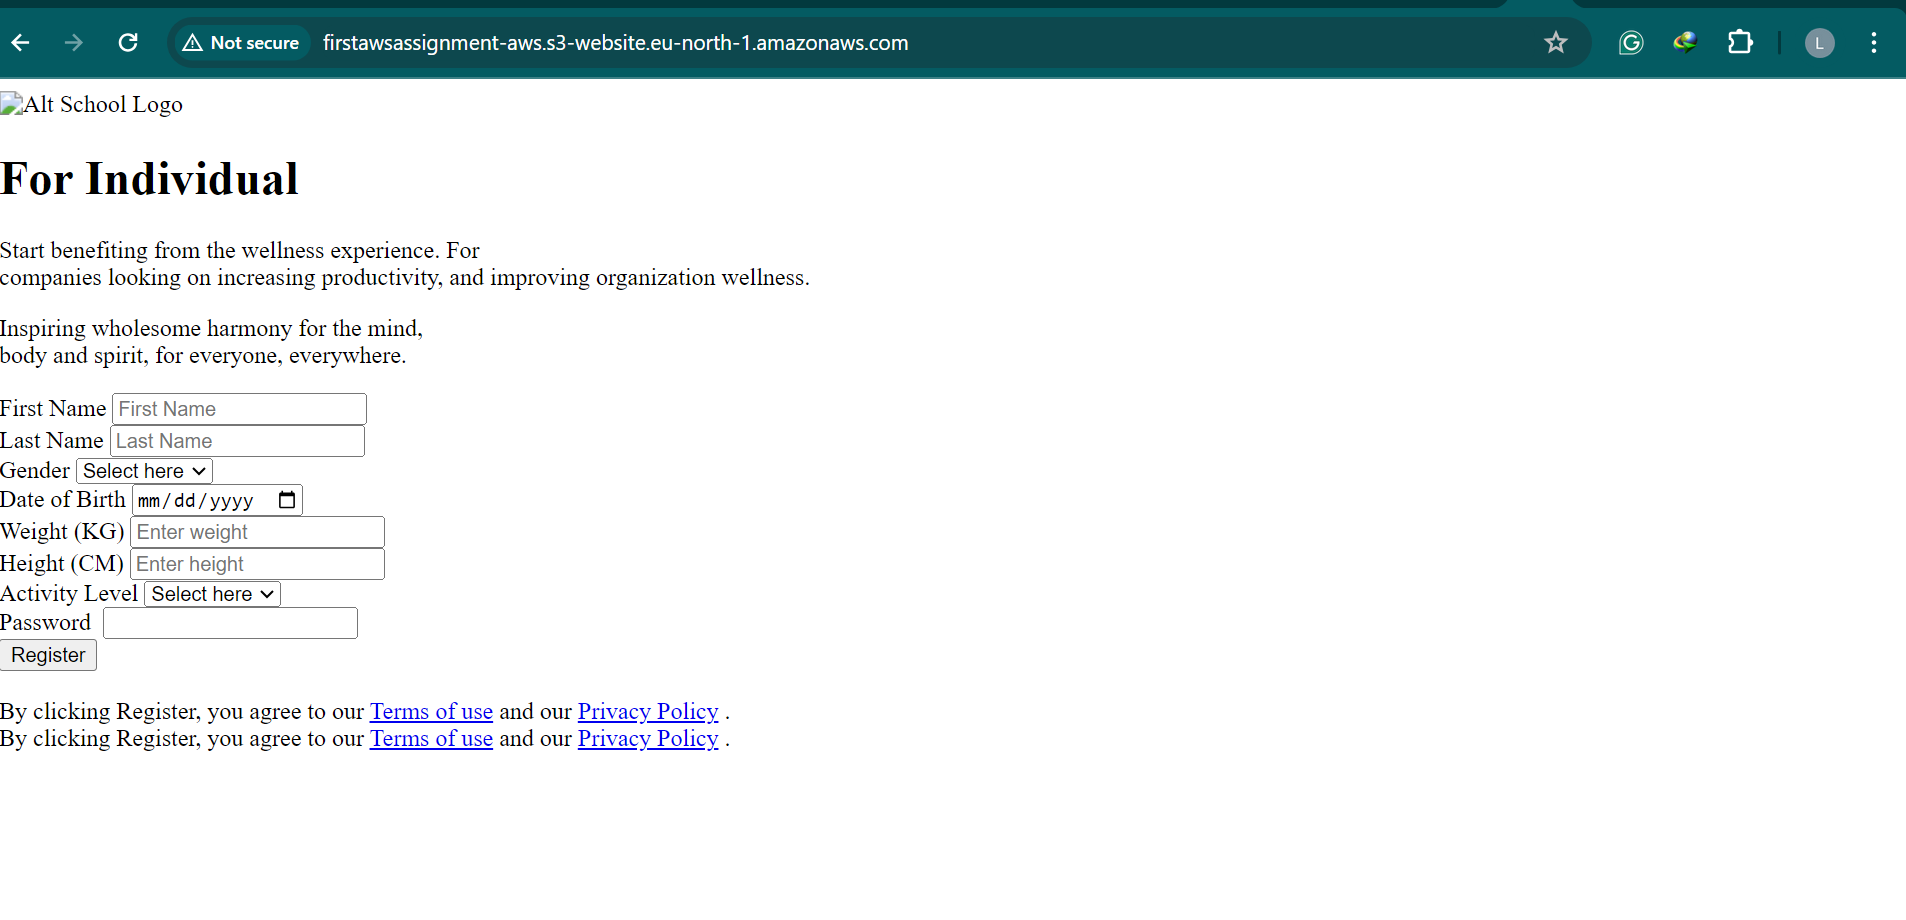 Not secure firstawsassignment-aws.s3-website.eu-north-1.amazonaws.com L
Alt School Logo
For Individual
Start benefiting from the wellness experience. For
companies looking on increasing productivity, and improving organization wellness.
Inspiring wholesome harmony for the mind,
body and spirit, for everyone, everywhere.
First Name First Name
Last Name Last Name
Gender Select here
Date of Birth mm/dd/yyyy
Weight (KG) Enter weight
Height (CM) Enter height
Activity Level Select here
Password
Register
By clicking Register, you agree to our Terms of use and our Privacy Policy .
By clicking Register, you agree to our Terms of use and our Privacy Policy .